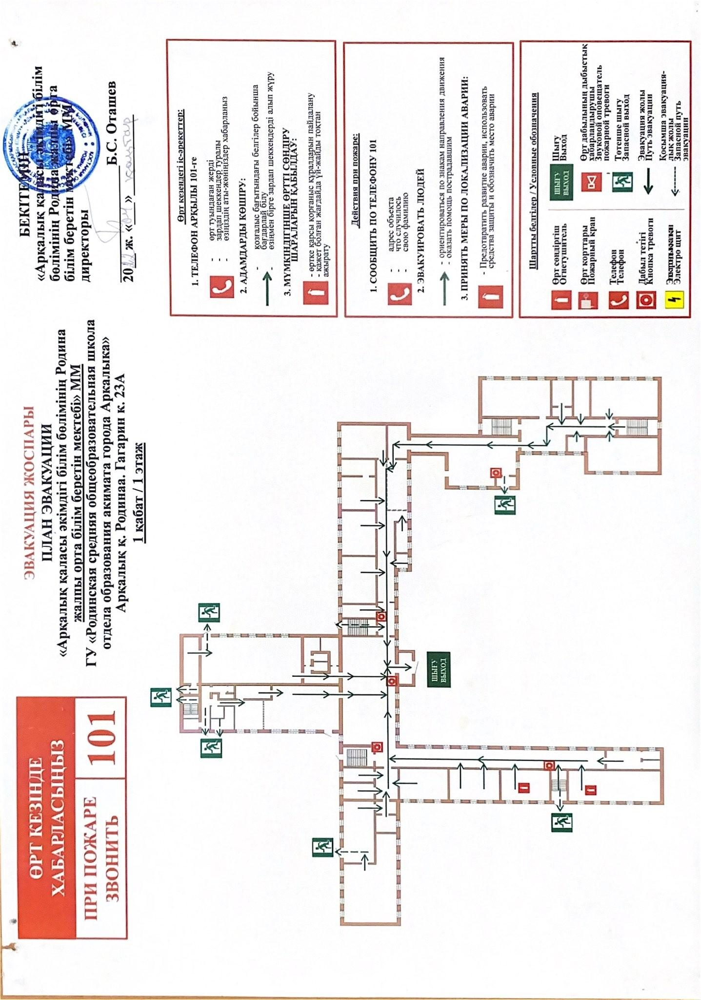 ӨРТ КЕЗІНДЕ
ХАБАРЛАСЫҢЫЗ
ПРИ ПОЖАРЕ
ЗВОНИТЬ
101
ЭВАКУАЦИЯ ЖОСПАРЫ
ПЛАН ЭВАКУАЦИИ
«Арқалық қаласы әкімдігі білім бөлімінің Родина
жалпы орта білім беретін мектебі» ММ
ГУ «Родинская средняя общеобразовательная школа
отдела образования акимата города Аркалыка»
Арқалық қ. Родинаа. Гагарин к. 23А
1 қабат / 1 этаж
БЕКІТЕМІН
«Арқалық қаласы әкімдігі білім
бөлімінің Родина жалпы орта
білім беретін мектебі» ММ
директоры
Б.С. Оташев
2022 ж. « » қаңтар
Өрт кезендегі іс-әрекеттер:
1. ТЕЛЕФОН АРҚЫЛЫ 101-ге
- өрт туындаған жерді
- зардап шеккендер туралы
- өзіңіздің аты-жөніңіздер хабарланыз
2. АДАМДАРДЫ КӨШІРУ:
- қозғалыс бағытындағы белгілер бойынша
бағдарлай білу
- өзіңмен бірге зардап шеккендерді алып жүру
3. МҮМКІНДІГІНШЕ ӨРТТІ СӨНДІРУ
ШАРАЛАРЫН ҚАБЫЛДАУ:
- өртке қарсы қорғаныс құралдарын пайдалану
- кажет болған жағдайда үй-жайды токтан
ажырату
Действия при пожаре:
1. СООБЩИТЬ ПО ТЕЛЕФОНУ 101
- адрес объекта
- что случилось
- свою фамилию
2. ЭВАКУИРОВАТЬ ЛЮДЕЙ
- ориентироваться по знакам направления движения
- оказать помощь пострадавшим
3. ПРИНЯТЬ МЕРЫ ПО ЛОКАЛИЗАЦИИ АВАРИИ:
- Предотвратить развитие аварии, использовать
средства защиты и обозначить место аварии
Шартты белгілер / Условные обозначения
Өрт сөндіргіш
Огнетушитель
Өрт корттары
Пожарный кран
Телефон
Телефон
Дабыл тетігі
Кнопка тревоги
Электро щит
ШЫҒУ
ВЫХОД
Шығу
Выход
Өрт дабылының дыбыстық
хабарландырушы
Звуковой оповещатель
пожарной тревоги
Төтенше шығу
Запасной выход
Эвакуация жолы
Путь эвакуации
Қосымша эвакуация-
лық жолы
Запасной путь
эвакуации
ШЫҒУ
ВЫХОД